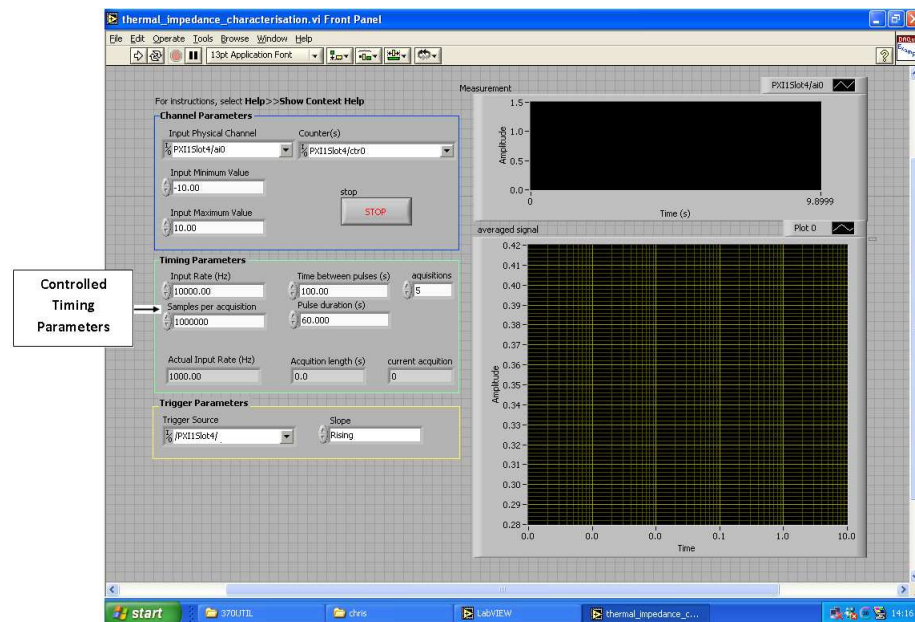 thermal_impedance_characterisation.vi Front Panel
File Edit Operate Tools Browse Window Help
13pt Application Font
For instructions, select Help>>Show Context Help
Channel Parameters
Input Physical Channel
Counter(s)
PXI1Slot4/ai0
PXI1Slot4/ctr0
Input Minimum Value
-10.00
stop
STOP
Input Maximum Value
10.00
Controlled
Timing
Parameters
Timing Parameters
Input Rate (Hz)
Time between pulses (s)
aquisitions
10000.00
100.00
5
Samples per acquisition
Pulse duration (s)
1000000
60.000
Actual Input Rate (Hz)
Acquition length (s)
current acquition
1000.00
0.0
0
Trigger Parameters
Trigger Source
Slope
/PXI1Slot4/
Rising
Measurement
PXI1Slot4/ai0
1.5
1.0
0.5
0.0
Amplitude
0
9.8999
Time (s)
averaged signal
Plot 0
0.42
0.41
0.40
0.39
0.38
0.37
0.36
0.35
0.34
0.33
0.32
0.31
0.30
0.29
0.28
Amplitude
0.0 0.0 0.0 0.1 1.0 10.0
Time
start
370UTIL
chris
LabVIEW
thermal_impedance_c...
14:16